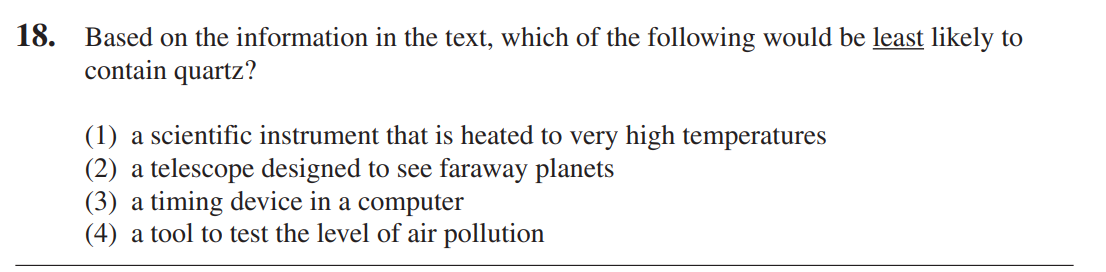 18. Based on the information in the text, which of the following would be least likely to
contain quartz?
(1) a scientific instrument that is heated to very high temperatures
(2) a telescope designed to see faraway planets
(3) a timing device in a computer
(4) a tool to test the level of air pollution